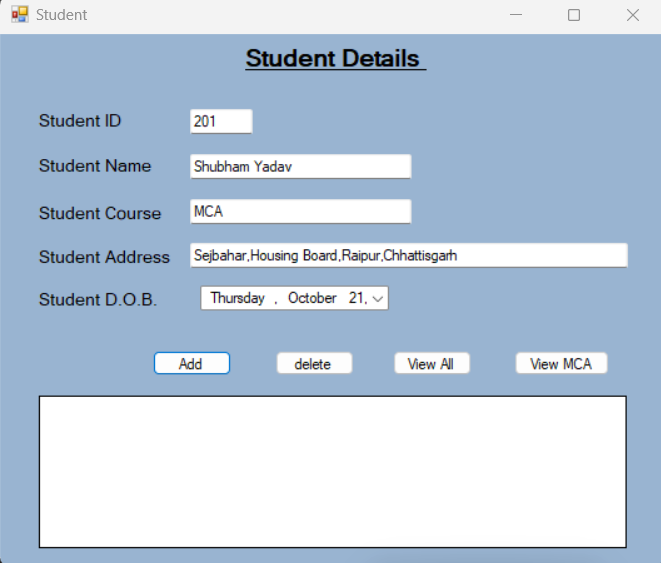 Student
Student Details
Student ID 201
Student Name Shubham Yadav
Student Course MCA
Student Address Sejbahar,Housing Board,Raipur,Chhattisgarh
Student D.O.B. Thursday , October 21,
Add delete View All View MCA